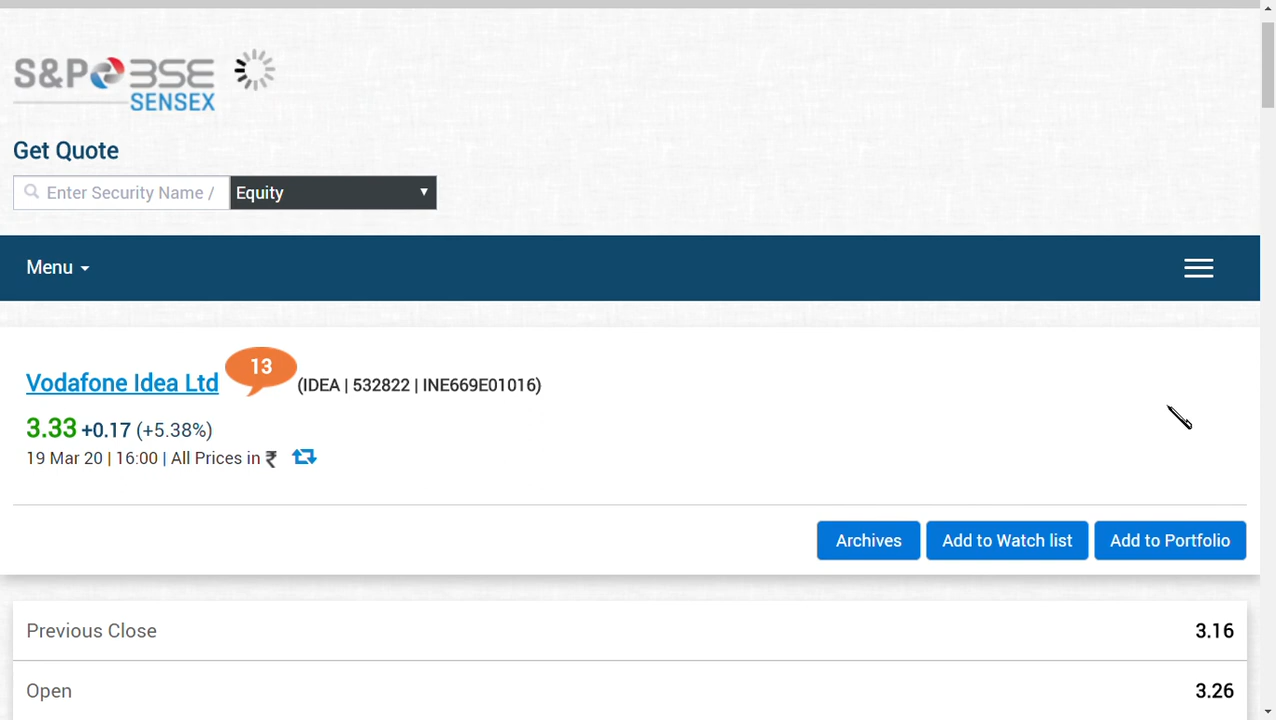 S&P BSE
SENSEX
Get Quote
Enter Security Name /
Equity
Menu
Vodafone Idea Ltd 13 (IDEA | 532822 | INE669E01016)
3.33 +0.17 (+5.38%)
19 Mar 20 | 16:00 | All Prices in ₹
Archives
Add to Watch list
Add to Portfolio
Previous Close 3.16
Open 3.26